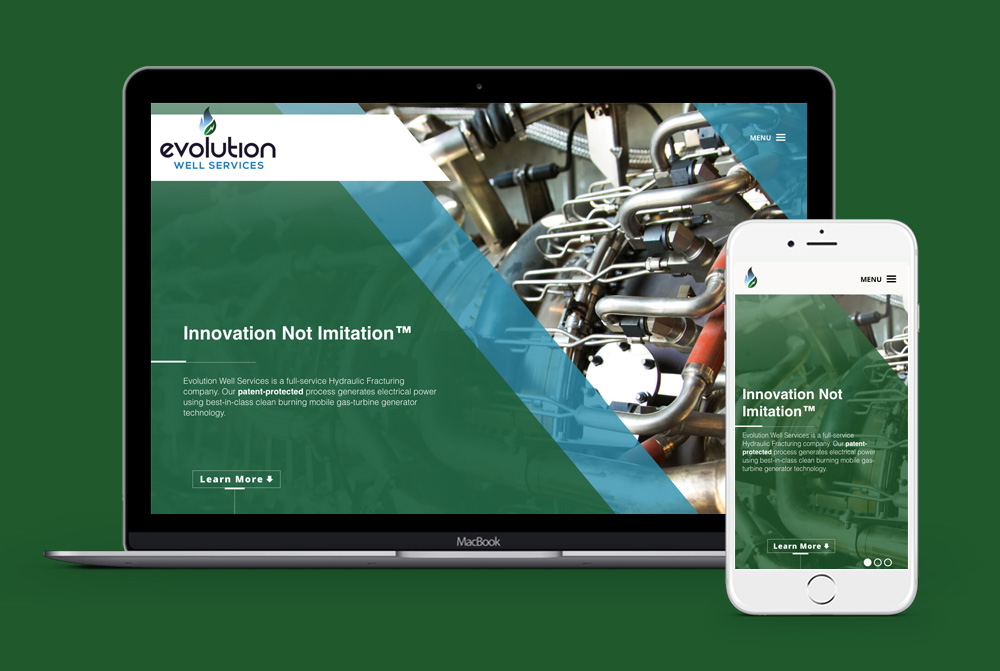 evolution
WELL SERVICES
MENU
Innovation Not Imitation™
Evolution Well Services is a full-service Hydraulic Fracturing
company. Our patent-protected process generates electrical power
using best-in-class clean burning mobile gas-turbine generator
technology.
Learn More
MacBook
MENU
Innovation Not
Imitation™
Evolution Well Services is a full-service
Hydraulic Fracturing company. Our patent-
protected process generates electrical power
using best-in-class clean burning mobile gas-
turbine generator technology.
Learn More